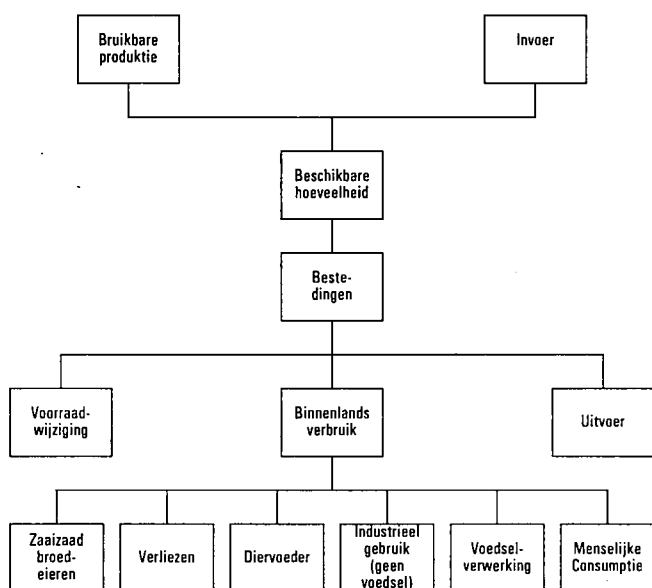 Bruikbare
produktie
Invoer
Beschikbare
hoeveelheid
Beste-
dingen
Voorraad-
wijziging
Binnenlands
verbruik
Uitvoer
Zaaizaad
broed-
eieren
Verliezen
Diervoeder
Industrieel
gebruik
(geen
voedsel)
Voedsel-
verwerking
Menselijke
Consumptie